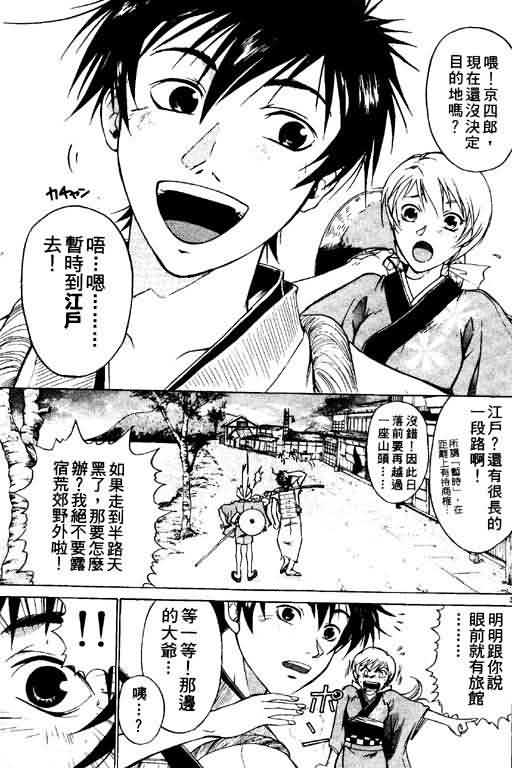 喂！京四郎，
現在還沒決定
目的地嗎？
ガチャン
唔…嗯………
暫時到江戶
去！
江戶？還有很長的
一段路啊！
所謂「暫時」在
距離上有待商榷…
沒錯！因此日
落前要再越過
一座山頭…
如果走到半路天
黑了，那要怎麼
辦？我絕不要露
宿荒郊野外啦！
明明跟你說
眼前就有旅館
………
ポ
等一等！那邊
的大爺…
咦…？
！！